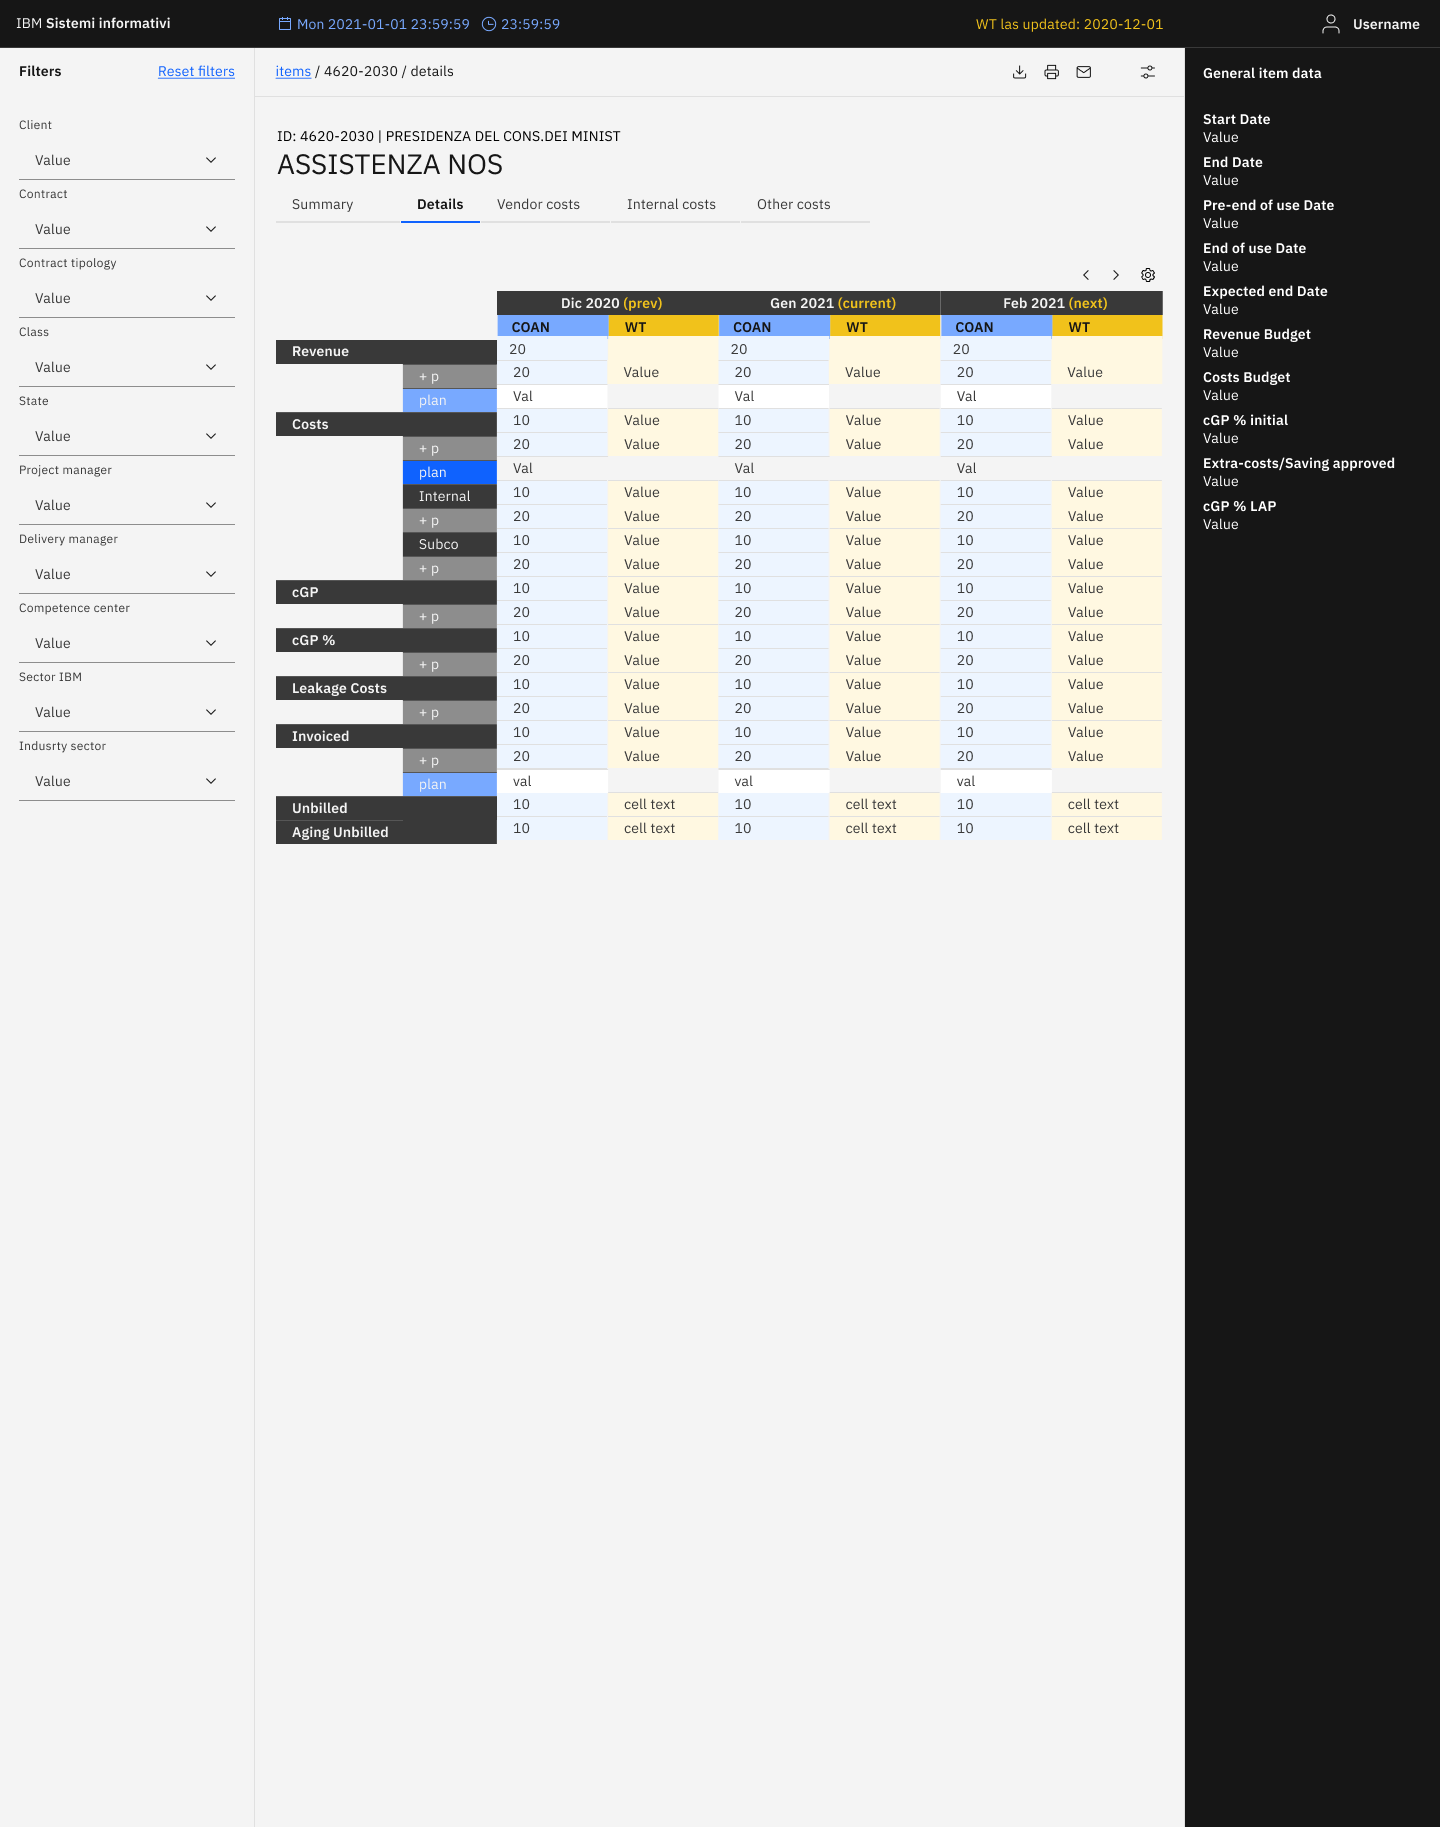 IBM Sistemi informativi
Mon 2021-01-01 23:59:59 23:59:59
WT las updated: 2020-12-01
Username
Filters Reset filters
Client
Value
Contract
Value
Contract tipology
Value
Class
Value
State
Value
Project manager
Value
Delivery manager
Value
Competence center
Value
Sector IBM
Value
Indusrty sector
Value
items / 4620-2030 / details
ID: 4620-2030 | PRESIDENZA DEL CONS.DEI MINIST
ASSISTENZA NOS
Summary Details Vendor costs Internal costs Other costs
Dic 2020 (prev) Gen 2021 (current) Feb 2021 (next)
COAN WT COAN WT COAN WT
Revenue 20 20 20
+ p 20 Value 20 Value 20 Value
plan Val Val Val
Costs 10 Value 10 Value 10 Value
+ p 20 Value 20 Value 20 Value
plan Val Val Val
Internal 10 Value 10 Value 10 Value
+ p 20 Value 20 Value 20 Value
Subco 10 Value 10 Value 10 Value
+ p 20 Value 20 Value 20 Value
cGP 10 Value 10 Value 10 Value
+ p 20 Value 20 Value 20 Value
cGP % 10 Value 10 Value 10 Value
+ p 20 Value 20 Value 20 Value
Leakage Costs 10 Value 10 Value 10 Value
+ p 20 Value 20 Value 20 Value
Invoiced 10 Value 10 Value 10 Value
+ p 20 Value 20 Value 20 Value
plan val val val
Unbilled 10 cell text 10 cell text 10 cell text
Aging Unbilled 10 cell text 10 cell text 10 cell text
General item data
Start Date
Value
End Date
Value
Pre-end of use Date
Value
End of use Date
Value
Expected end Date
Value
Revenue Budget
Value
Costs Budget
Value
cGP % initial
Value
Extra-costs/Saving approved
Value
cGP % LAP
Value